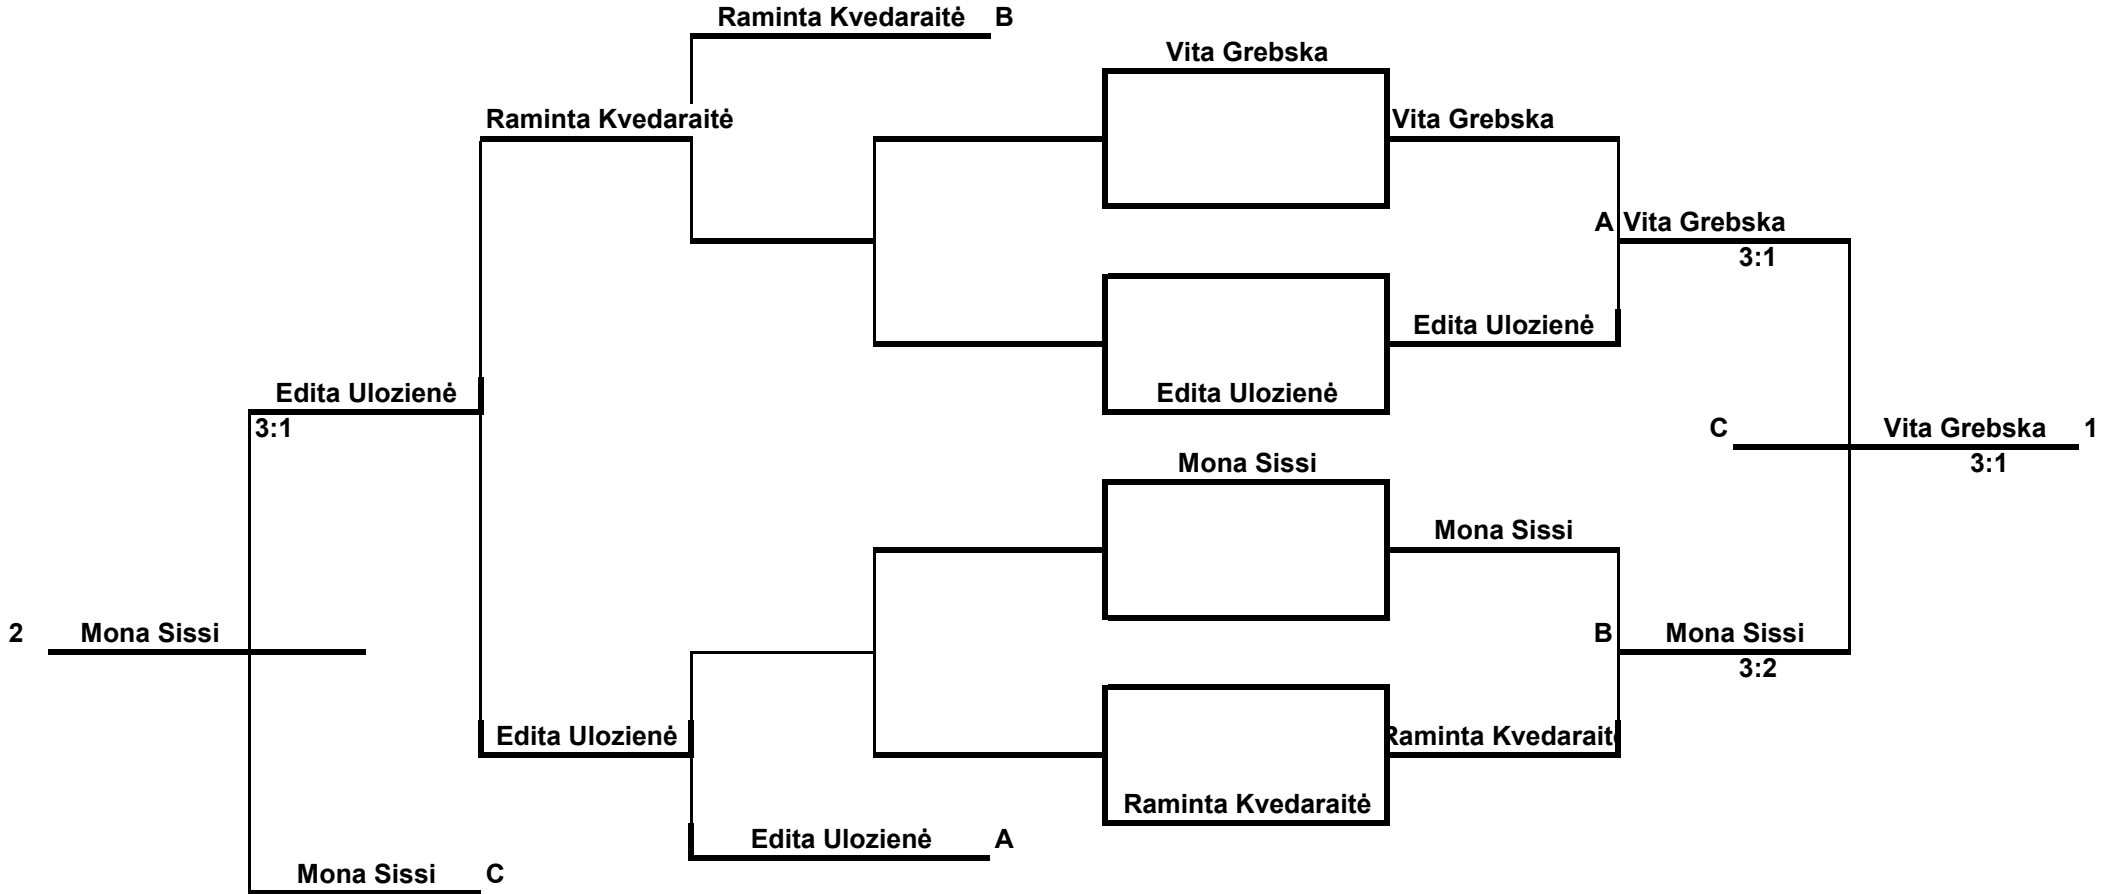 Raminta Kvedaraitė B
Vita Grebska
Raminta Kvedaraitė
Vita Grebska
A Vita Grebska
3:1
Edita Ulozienė
Edita Ulozienė
Edita Ulozienė
3:1
C
Vita Grebska 1
3:1
Mona Sissi
Mona Sissi
2 Mona Sissi
B Mona Sissi
3:2
Edita Ulozienė
Raminta Kvedaraitė
Raminta Kvedaraitė
Edita Ulozienė A
Mona Sissi C